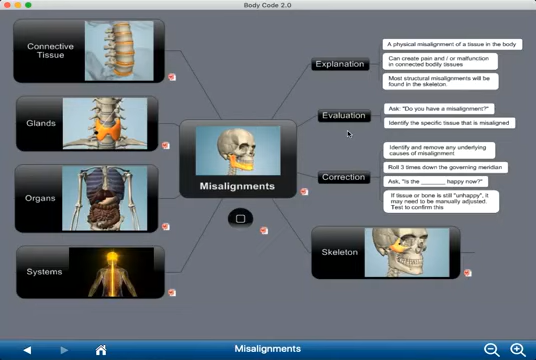 Body Code 2.0
Connective
Tissue
Glands
Organs
Systems
Misalignments
Explanation
A physical misalignment of a tissue in the body
Can create pain and / or malfunction
in connected bodily tissues
Most structural misalignments will be
found in the skeleton
Evaluation
Ask: "Do you have a misalignment?"
Identify the specific tissue that is misaligned
Correction
Identify and remove any underlying
causes of misalignment
Roll 3 times down the governing meridian
Ask, "Is the ______ happy now?"
If tissue or bone is still "unhappy", it
may need to be manually adjusted.
Test to confirm this
Skeleton
Misalignments